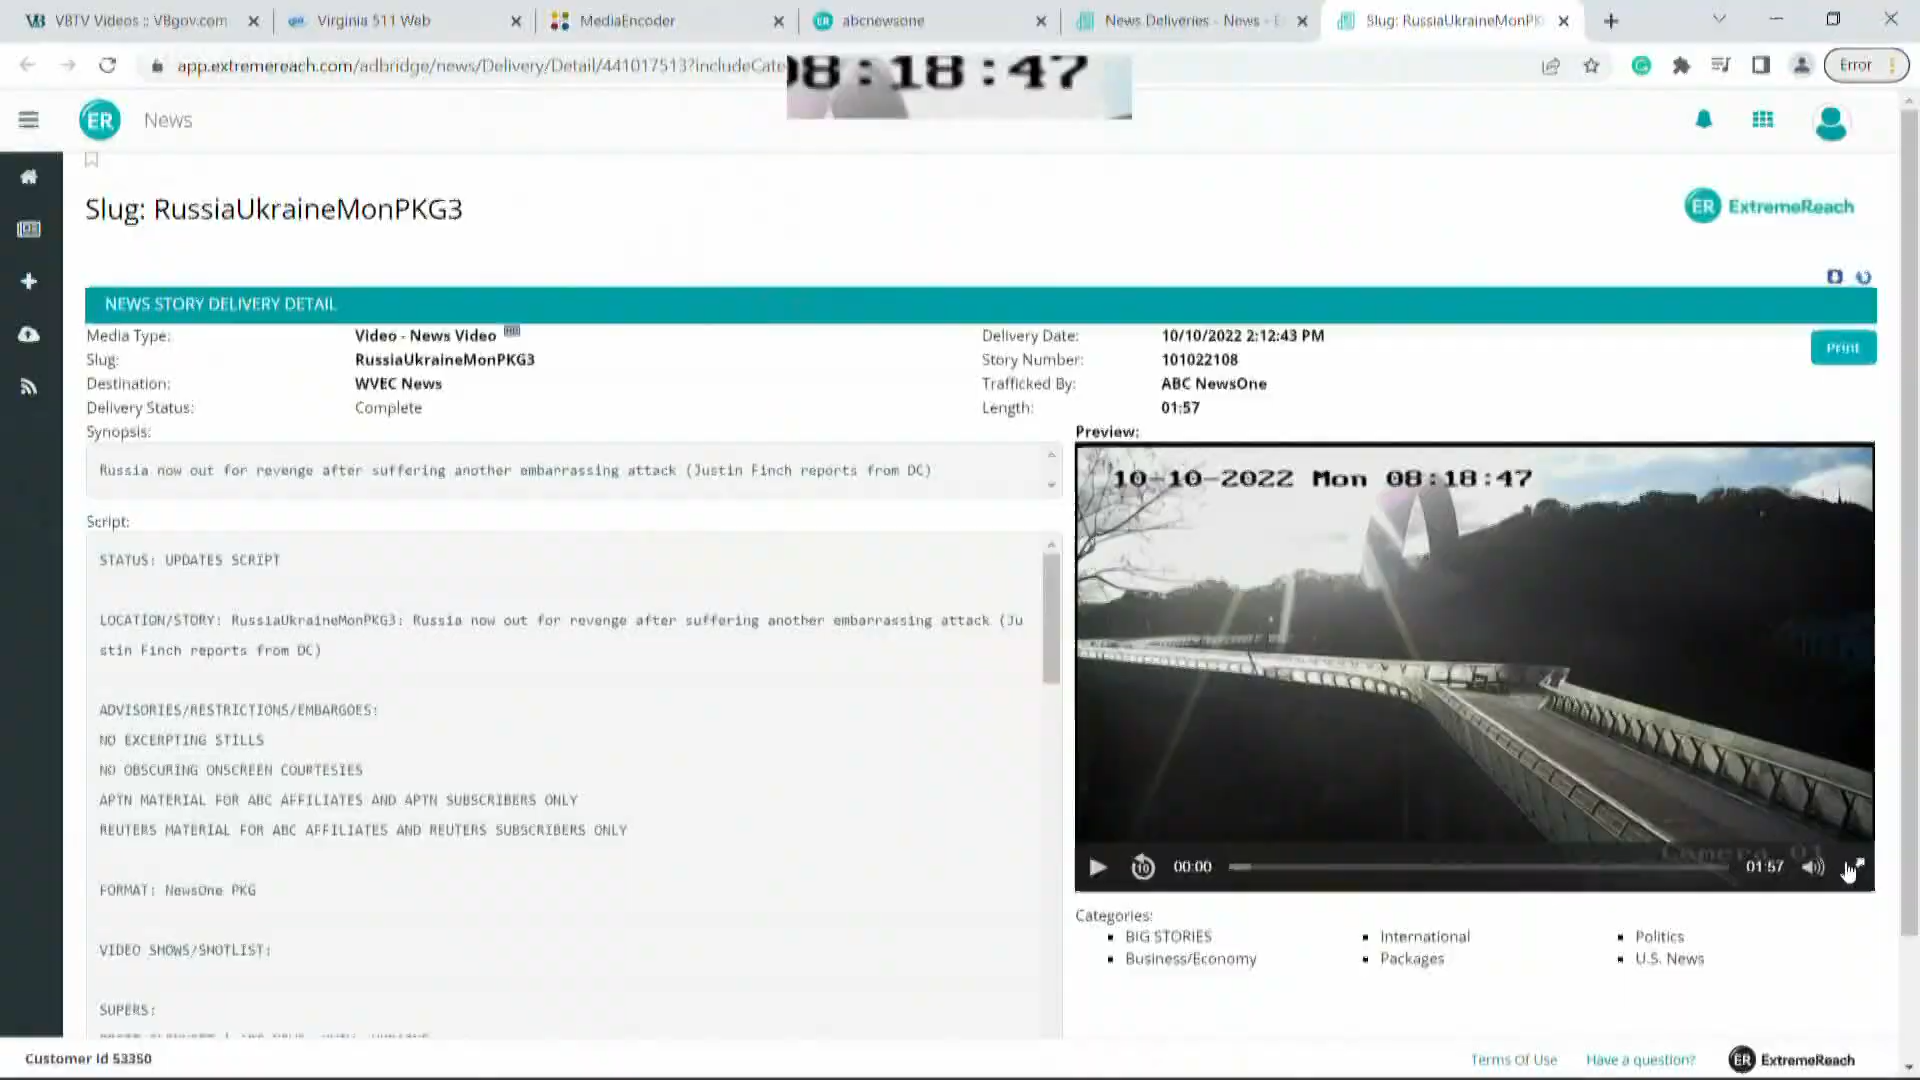 VBTV Videos :: VBgov.com
Virginia 511 Web
MediaEncoder
abcnewsone
News Deliveries - News - E
Slug: RussiaUkraineMonPK
app.extremereach.com/adbridge/news/Delivery/Detail/441017513?includeCate
08:18:47
Error
ER
News
Slug: RussiaUkraineMonPKG3
ER ExtremeReach
NEWS STORY DELIVERY DETAIL
Media Type: Video - News Video HD
Delivery Date: 10/10/2022 2:12:43 PM
Print
Slug: RussiaUkraineMonPKG3
Story Number: 101022108
Destination: WVEC News
Trafficked By: ABC NewsOne
Delivery Status: Complete
Length: 01:57
Synopsis:
Russia now out for revenge after suffering another embarrassing attack (Justin Finch reports from DC)
Script:
STATUS: UPDATES SCRIPT
LOCATION/STORY: RussiaUkraineMonPKG3: Russia now out for revenge after suffering another embarrassing attack (Ju
stin Finch reports from DC)
ADVISORIES/RESTRICTIONS/EMBARGOES:
NO EXCERPTING STILLS
NO OBSCURING ONSCREEN COURTESIES
APTN MATERIAL FOR ABC AFFILIATES AND APTN SUBSCRIBERS ONLY
REUTERS MATERIAL FOR ABC AFFILIATES AND REUTERS SUBSCRIBERS ONLY
FORMAT: NewsOne PKG
VIDEO SHOWS/SHOTLIST:
SUPERS:
Preview:
10-10-2022 Mon 08:18:47
Camera 01
10
00:00
01:57
Categories:
BIG STORIES
International
Politics
Business/Economy
Packages
U.S. News
Customer Id 53350
Terms Of Use
Have a question?
ER ExtremeReach